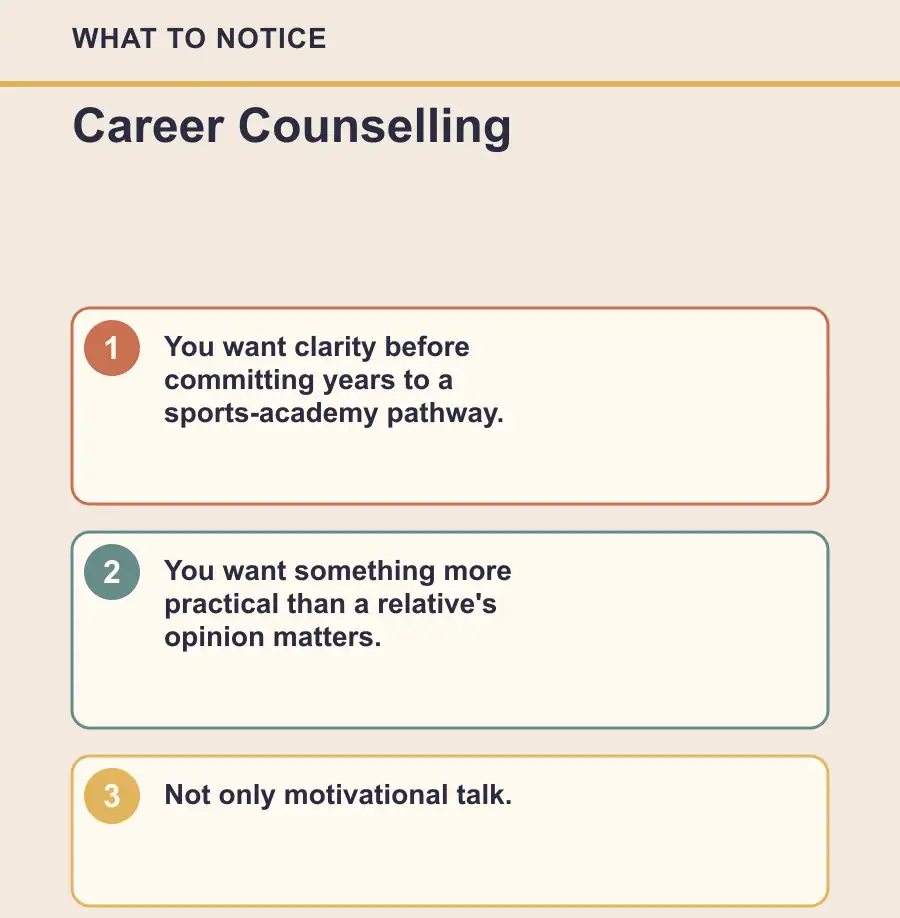 WHAT TO NOTICE
Career Counselling
1
You want clarity before
committing years to a
sports-academy pathway.
2
You want something more
practical than a relative's
opinion matters.
3
Not only motivational talk.